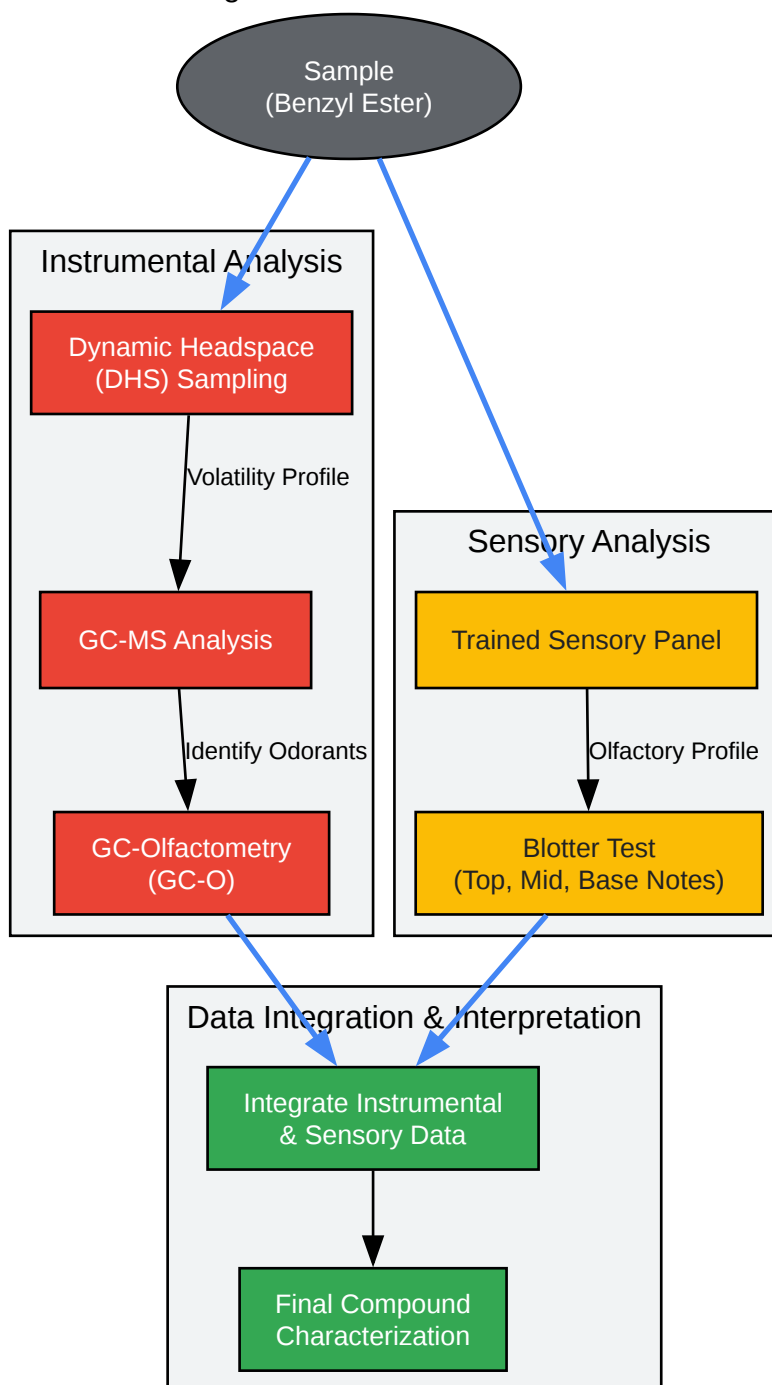 Sample
(Benzyl Ester)
Instrumental Analysis
Dynamic Headspace
(DHS) Sampling
Volatility Profile
GC-MS Analysis
Identify Odorants
GC-Olfactometry
(GC-O)
Sensory Analysis
Trained Sensory Panel
Olfactory Profile
Blotter Test
(Top, Mid, Base Notes)
Data Integration & Interpretation
Integrate Instrumental
& Sensory Data
Final Compound
Characterization